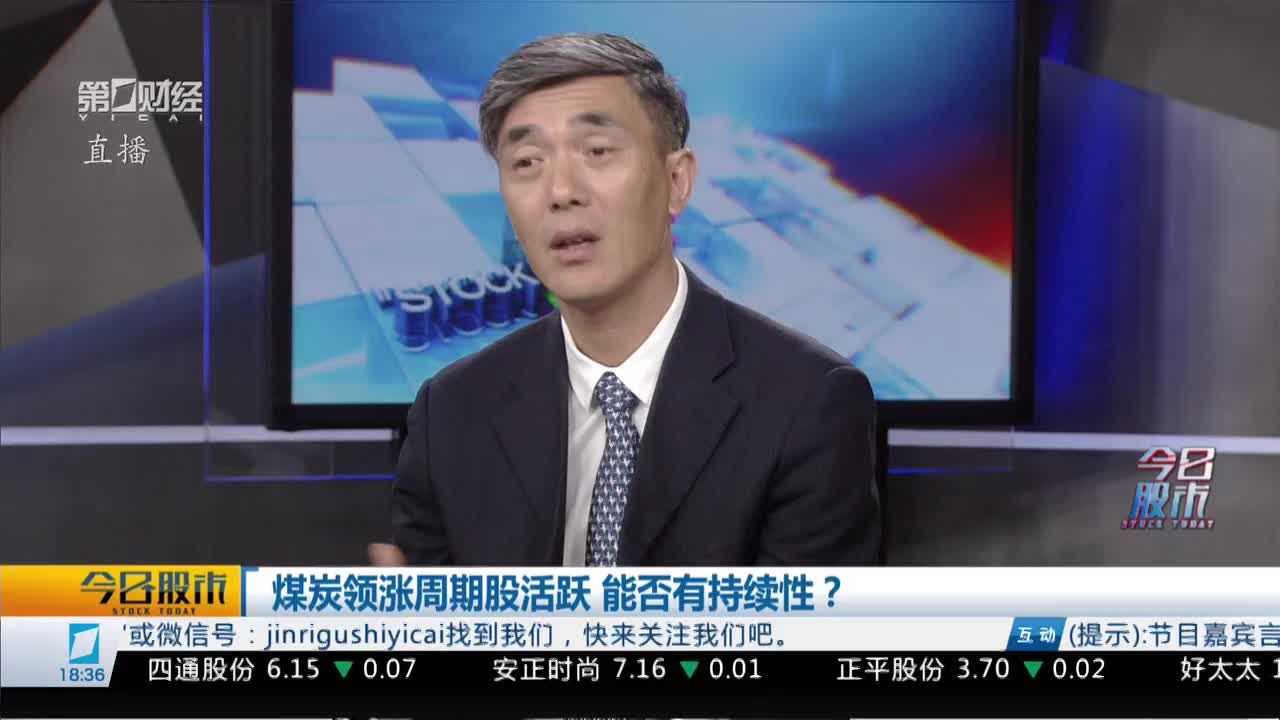 第一财经
YICAI
直播
"STOCK
今日
股市
STOCK TODAY
今日股市
STOCK TODAY
煤炭领涨周期股活跃 能否有持续性？
"或微信号：jinrigushiyicai找到我们，快来关注我们吧。
互动
(提示):节目嘉宾言
18:36
四通股份 6.15 ▼ 0.07 安正时尚 7.16 ▼ 0.01 正平股份 3.70 ▼ 0.02 好太太 1